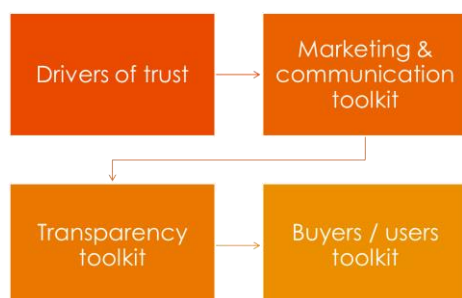 Drivers of trust
Marketing &
communication
toolkit
Transparency
toolkit
Buyers / users
toolkit